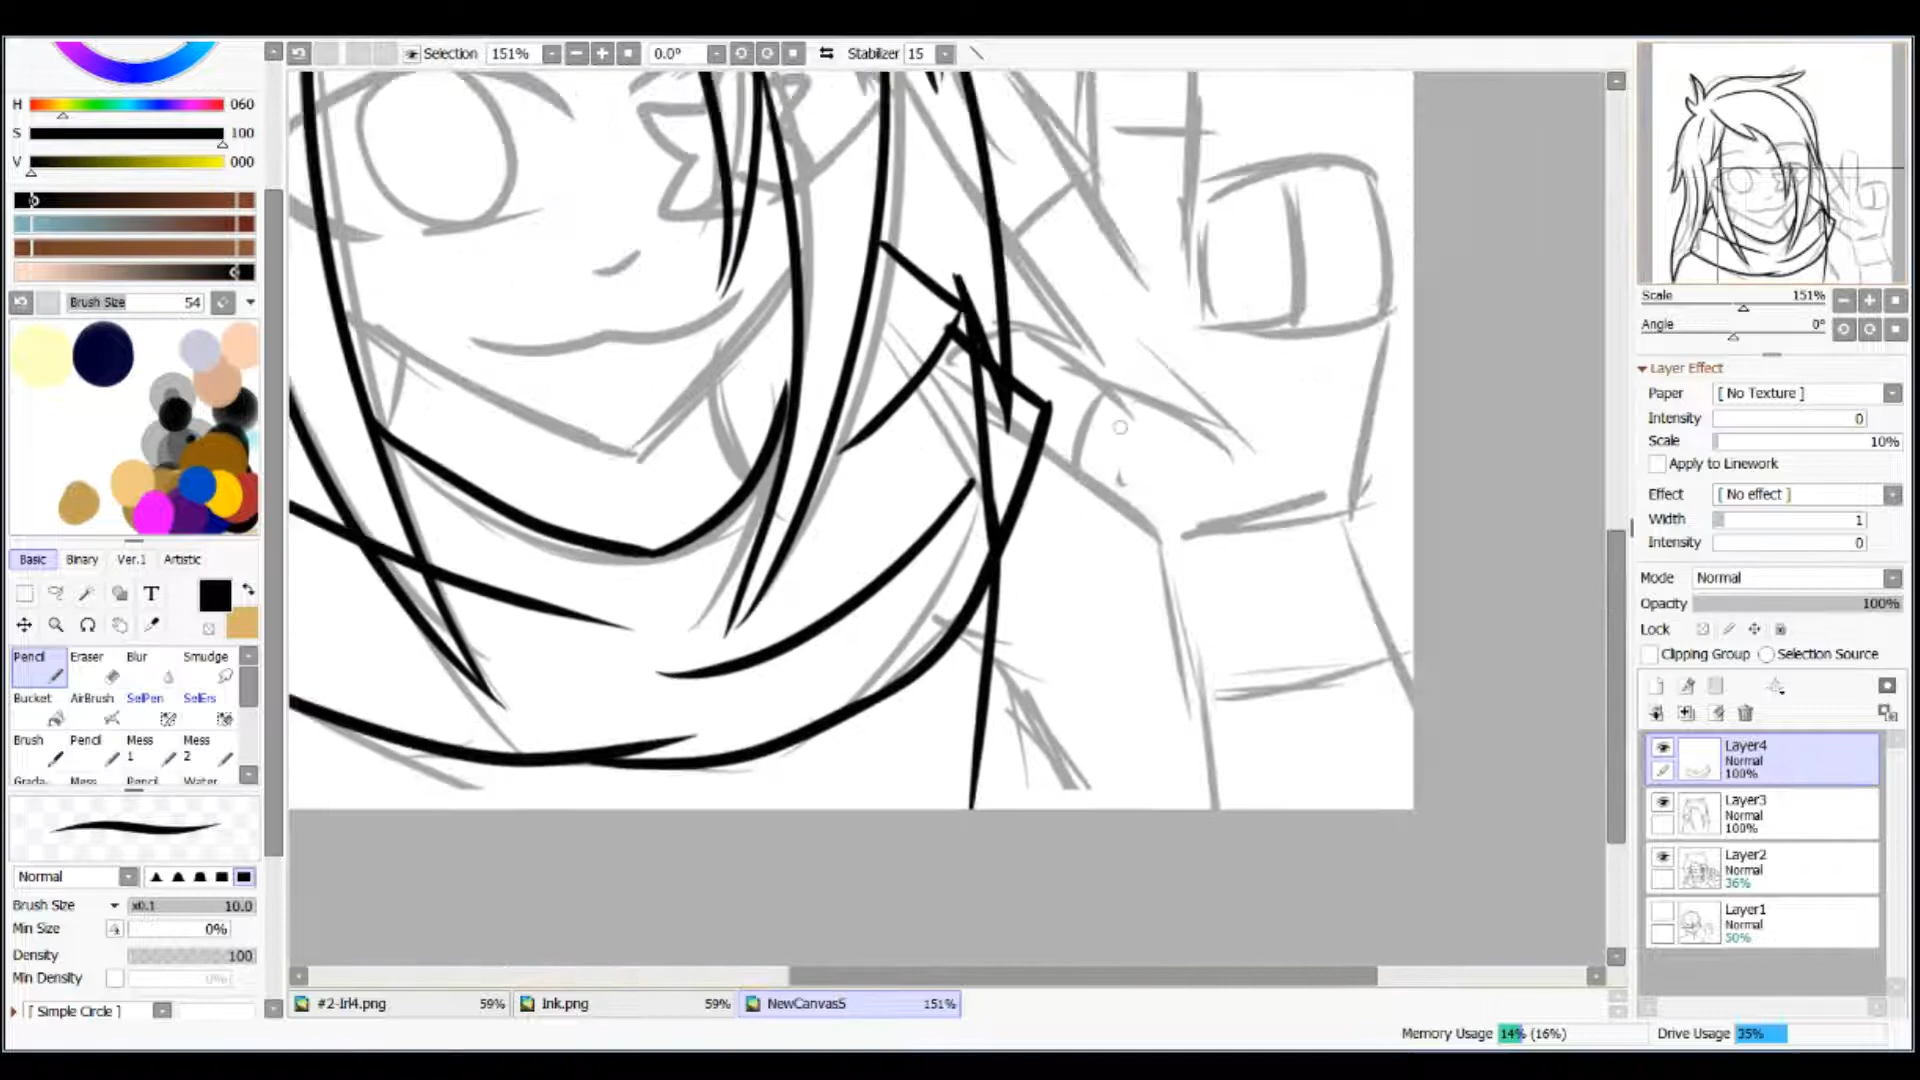 Selection 151% 0.0° Stabilizer 15
H 060
S 100
V 000
Brush Size 54
Basic Binary Ver.1 Artistic
T
Pencil Eraser Blur Smudge
Bucket AirBrush SelPen SelErs
Brush Pencil Mess 1 Mess 2
Grada. Mess Pencil Water
Normal
Brush Size x0.1 10.0
Min Size 0%
Density 100
Min Density 0%
[ Simple Circle ]
#2-Irl4.png 59% Ink.png 59% NewCanvas5 151%
Scale 151%
Angle 0°
Layer Effect
Paper [ No Texture ]
Intensity 0
Scale 10%
Apply to Linework
Effect [ No effect ]
Width 1
Intensity 0
Mode Normal
Opacity 100%
Lock
Clipping Group Selection Source
Layer4
Normal
100%
Layer3
Normal
100%
Layer2
Normal
36%
Layer1
Normal
50%
Memory Usage 14% (16%) Drive Usage 35%